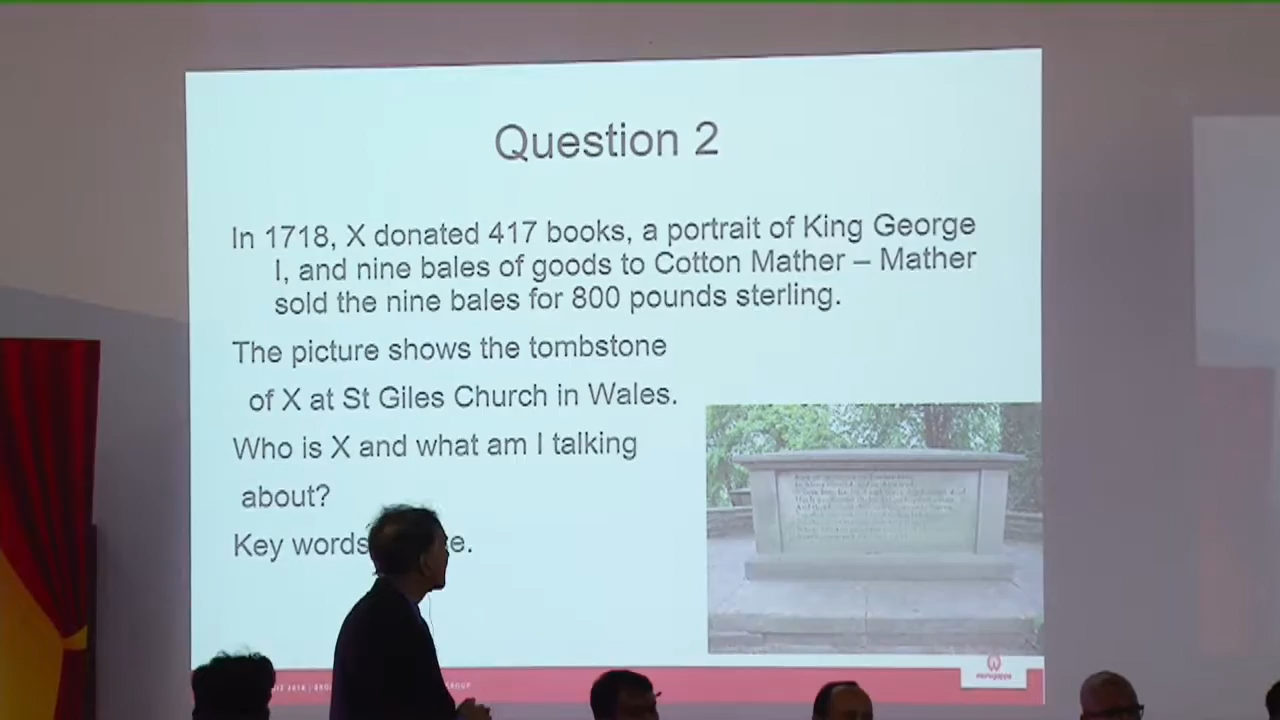 Question 2
In 1718, X donated 417 books, a portrait of King George
I, and nine bales of goods to Cotton Mather – Mather
sold the nine bales for 800 pounds sterling.
The picture shows the tombstone
of X at St Giles Church in Wales.
Who is X and what am I talking
about?
Key words e.
murugappa